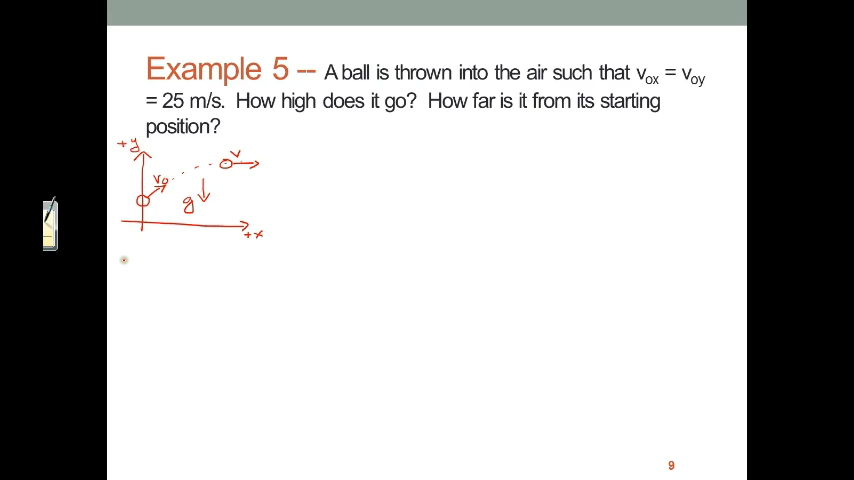 Example 5 -- A ball is thrown into the air such that vox = voy
= 25 m/s. How high does it go? How far is it from its starting
position?
+y
v
vo
g
+x
9